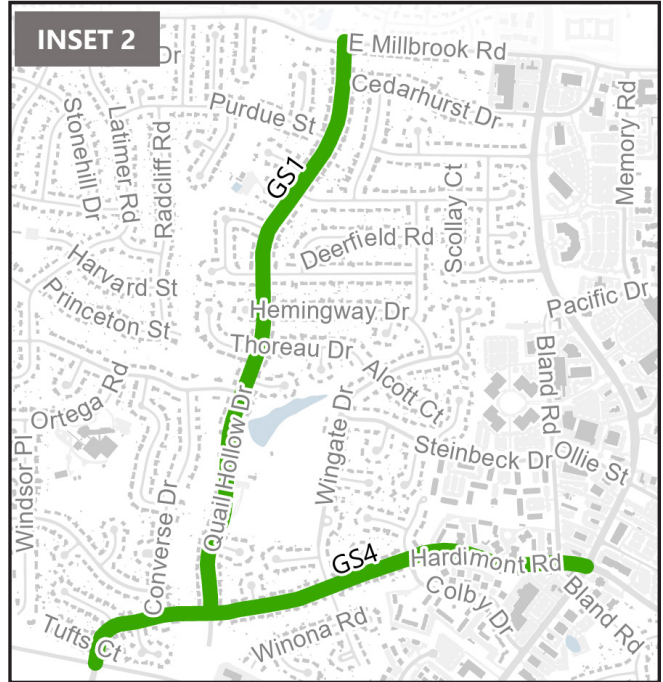 INSET 2
Dr
E Millbrook Rd
Cedarhurst Dr
Purdue St
Stonehill Dr
Latimer Rd
Radcliff Rd
Memory Rd
GS1
Scollay Ct
Deerfield Rd
Harvard St
Princeton St
Pacific Dr
Hemingway Dr
Thoreau Dr
Bland Rd
Alcott Ct
Ortega Rd
Wingate Dr
Quail Hollow Dr
Steinbeck Dr
Ollie St
Windsor Pl
Converse Dr
GS4
Hardimont Rd
Colby Dr
Bland Rd
Tufts Ct
Winona Rd